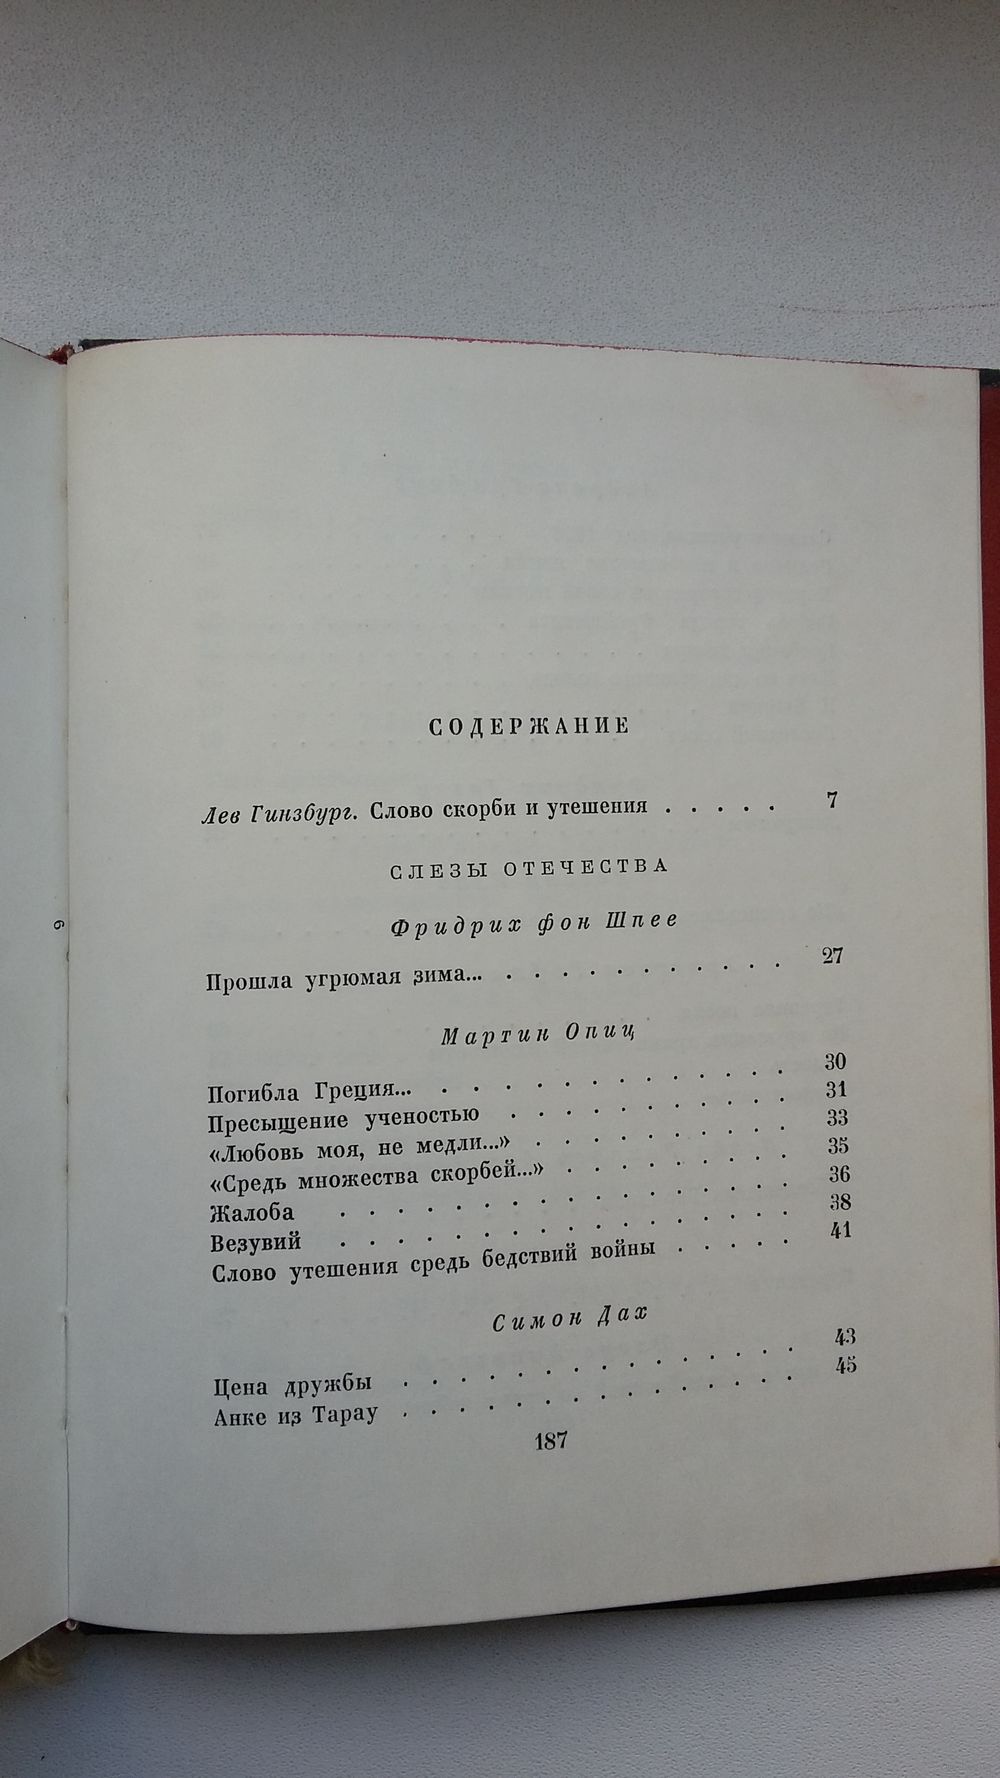 СОДЕРЖАНИЕ
Лев Гинзбург. Слово скорби и утешения . . . . . 7
СЛЕЗЫ ОТЕЧЕСТВА
Фридрих фон Шпее
Прошла угрюмая зима... . . . . . . . . . . . 27
Мартин Опиц
Погибла Греция... . . . . . . . . . . . . . 30
Пресыщение ученостью . . . . . . . . . . 31
«Любовь моя, не медли...» . . . . . . . . . . 33
«Средь множества скорбей...» . . . . . . . . . 35
Жалоба . . . . . . . . . . . . . . . . 36
Везувий . . . . . . . . . . . . . . . . 38
Слово утешения средь бедствий войны . . . . . 41
Симон Дах
Цена дружбы . . . . . . . . . . . . . . 43
Анке из Тарау . . . . . . . . . . . . . . 45
187